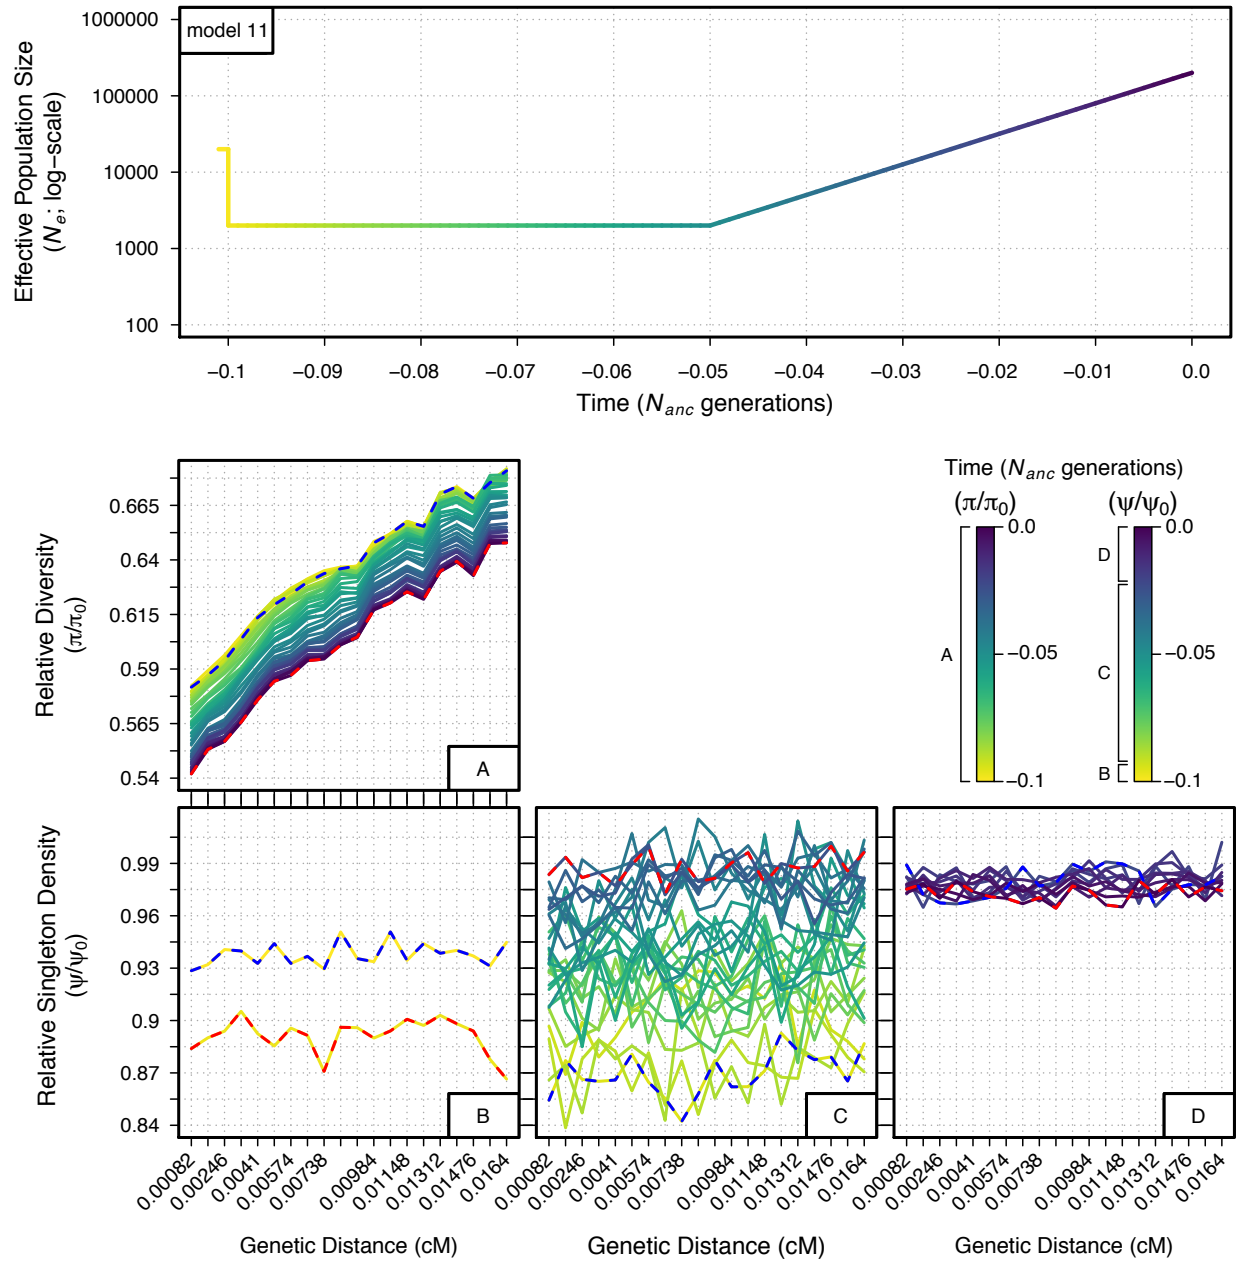 model 11
Effective Population Size
(Ne; log−scale)
1000000
100000
10000
1000
100
−0.1
−0.09
−0.08
−0.07
−0.06
−0.05
−0.04
−0.03
−0.02
−0.01
0.0
Time (Nanc generations)
Relative Diversity
(π/π0)
0.665
0.64
0.615
0.59
0.565
0.54
A
Time (Nanc generations)
(π/π0)
A
0.0
−0.05
−0.1
(ψ/ψ0)
D
C
B
0.0
−0.05
−0.1
Relative Singleton Density
(ψ/ψ0)
0.99
0.96
0.93
0.9
0.87
0.84
B
C
D
0.00082
0.00246
0.0041
0.00574
0.00738
0.00984
0.01148
0.01312
0.01476
0.0164
Genetic Distance (cM)
0.00082
0.00246
0.0041
0.00574
0.00738
0.00984
0.01148
0.01312
0.01476
0.0164
Genetic Distance (cM)
0.00082
0.00246
0.0041
0.00574
0.00738
0.00984
0.01148
0.01312
0.01476
0.0164
Genetic Distance (cM)